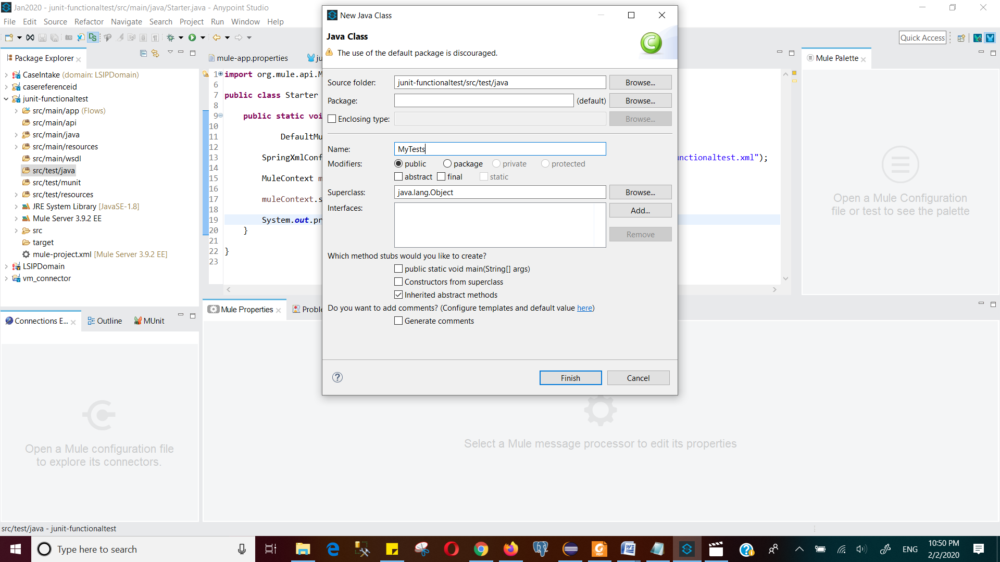 Jan2020 - junit-functionaltest/src/main/java/Starter.java - Anypoint Studio
File Edit Source Refactor Navigate Search Project Run Window Help
Quick Access
Package Explorer
CaseIntake (domain: LSIPDomain)
casereferenceid
junit-functionaltest
src/main/app (Flows)
src/main/api
src/main/java
src/main/resources
src/main/wsdl
src/test/java
src/test/munit
src/test/resources
JRE System Library [JavaSE-1.8]
Mule Server 3.9.2 EE
src
target
mule-project.xml [Mule Server 3.9.2 EE]
LSIPDomain
vm_connector
mule-app.properties
1 import org.mule.api.M
6
7 public class Starter
8
9 public static voi
10
11 DefaultMu
12
13 SpringXmlConf nctionaltest.xml");
14
15 MuleContext m
16
17 muleContext.s
18
19 System.out.pr
20 }
21
22 }
23
New Java Class
Java Class
The use of the default package is discouraged.
Source folder: junit-functionaltest/src/test/java Browse...
Package: (default) Browse...
Enclosing type: Browse...
Name: MyTests
Modifiers: public package private protected
abstract final static
Superclass: java.lang.Object Browse...
Interfaces: Add...
Remove
Which method stubs would you like to create?
public static void main(String[] args)
Constructors from superclass
Inherited abstract methods
Do you want to add comments? (Configure templates and default value here)
Generate comments
Finish Cancel
Mule Palette
Open a Mule Configuration
file or test to see the palette
Connections E... Outline MUnit
Open a Mule configuration file
to explore its connectors.
Mule Properties Proble
Select a Mule message processor to edit its properties
src/test/java - junit-functionaltest
Type here to search
ENG
10:50 PM
2/2/2020